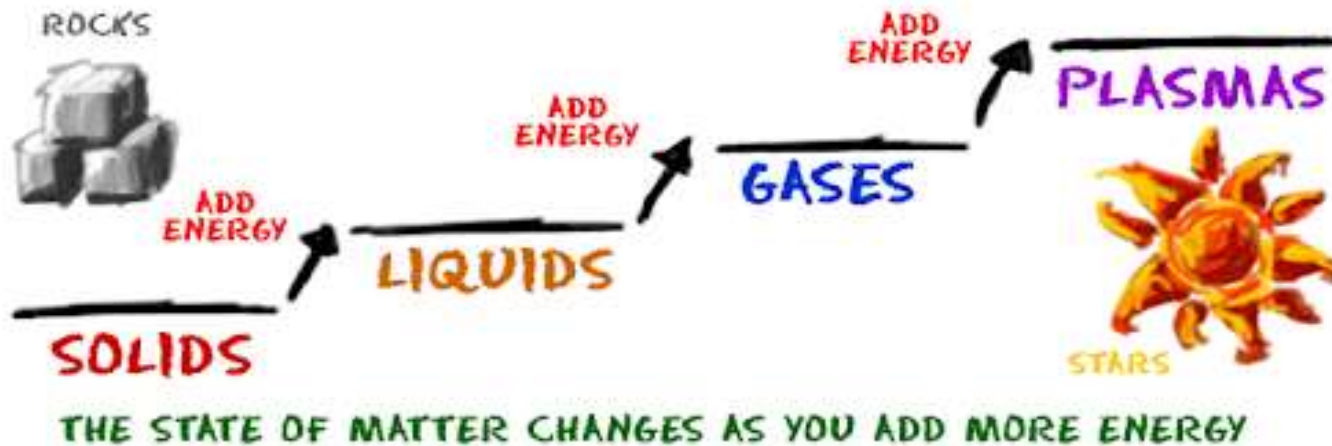 ROCKS
ADD
ENERGY
SOLIDS
ADD
ENERGY
LIQUIDS
ADD
ENERGY
GASES
PLASMAS
STARS
THE STATE OF MATTER CHANGES AS YOU ADD MORE ENERGY